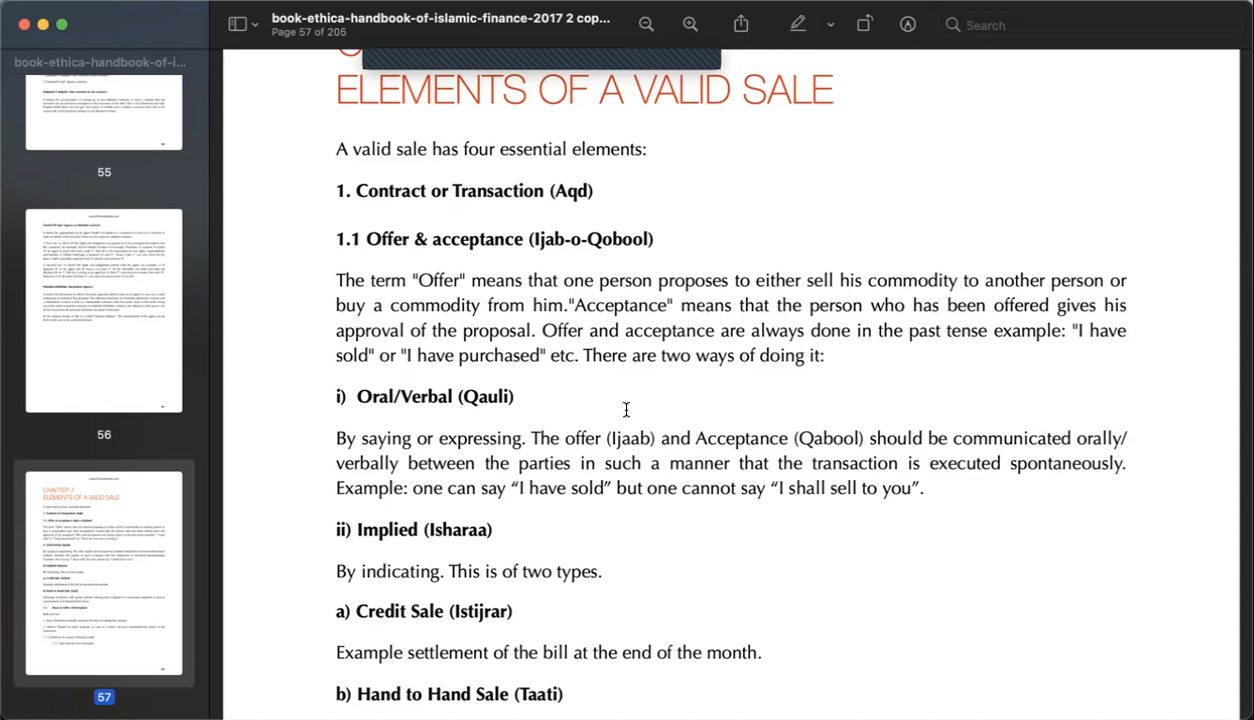 book-ethica-handbook-of-islamic-finance-2017 2 cop...
Page 57 of 205
Search
book-ethica-handbook-of-i...
55
56
57
ELEMENTS OF A VALID SALE
A valid sale has four essential elements:
1. Contract or Transaction (Aqd)
1.1 Offer & acceptance (Ijab-o-Qobool)
The term "Offer" means that one person proposes to either sell his commodity to another person or
buy a commodity from him."Acceptance" means that the person who has been offered gives his
approval of the proposal. Offer and acceptance are always done in the past tense example: "I have
sold" or "I have purchased" etc. There are two ways of doing it:
i) Oral/Verbal (Qauli)
By saying or expressing. The offer (Ijaab) and Acceptance (Qabool) should be communicated orally/
verbally between the parties in such a manner that the transaction is executed spontaneously.
Example: one can say “I have sold” but one cannot say “I shall sell to you”.
ii) Implied (Isharaa)
By indicating. This is of two types.
a) Credit Sale (Istijrar)
Example settlement of the bill at the end of the month.
b) Hand to Hand Sale (Taati)